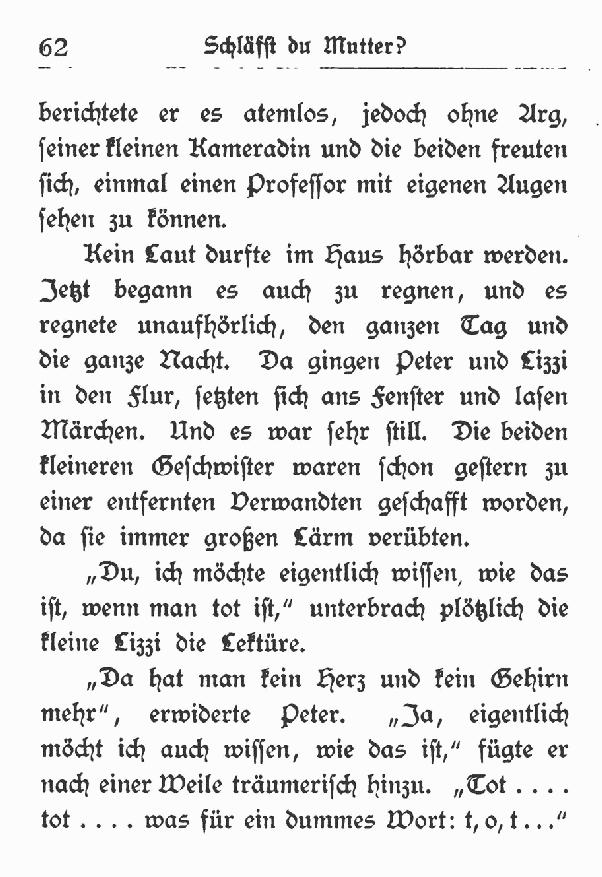 62 Schläfst du Mutter?
berichtete er es atemlos, jedoch ohne Arg,
seiner kleinen Kameradin und die beiden freuten
sich, einmal einen Professor mit eigenen Augen
sehen zu können.
Kein Laut durfte im Haus hörbar werden.
Jetzt begann es auch zu regnen, und es
regnete unaufhörlich, den ganzen Tag und
die ganze Nacht. Da gingen Peter und Lizzi
in den Flur, setzten sich ans Fenster und lasen
Märchen. Und es war sehr still. Die beiden
kleineren Geschwister waren schon gestern zu
einer entfernten Verwandten geschafft worden,
da sie immer großen Lärm verübten.
„Du, ich möchte eigentlich wissen, wie das
ist, wenn man tot ist,“ unterbrach plötzlich die
kleine Lizzi die Lektüre.
„Da hat man kein Herz und kein Gehirn
mehr“, erwiderte Peter. „Ja, eigentlich
möcht ich auch wissen, wie das ist,“ fügte er
nach einer Weile träumerisch hinzu. „Tot . . . .
tot . . . . was für ein dummes Wort: t, o, t . . .“